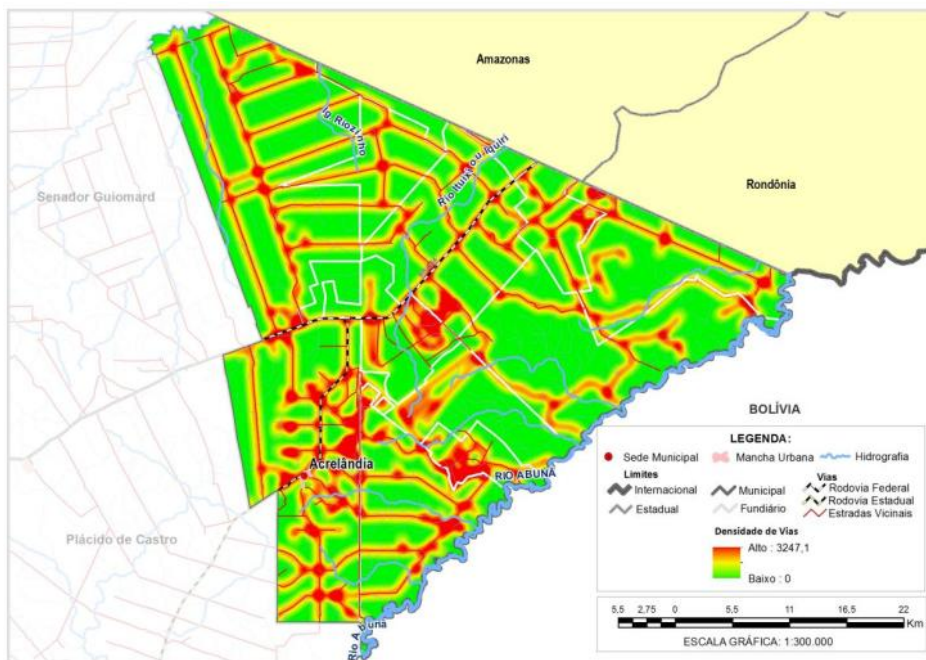 Amazonas
Ig. Riozinho
Rio Ituxi ou Iquiri
Senador Guiomard
Rondônia
BOLÍVIA
LEGENDA:
Sede Municipal
Mancha Urbana
Hidrografia
Limites
Vias
Internacional
Municipal
Rodovia Federal
Estadual
Fundiário
Rodovia Estadual
Estradas Vicinais
Densidade de Vias
Alto : 3247,1
Baixo : 0
Acrelândia
RIO ABUNÃ
Plácido de Castro
5,5 2,75 0 5,5 11 16,5 22
Km
ESCALA GRÁFICA: 1:300.000
Rio Abunã